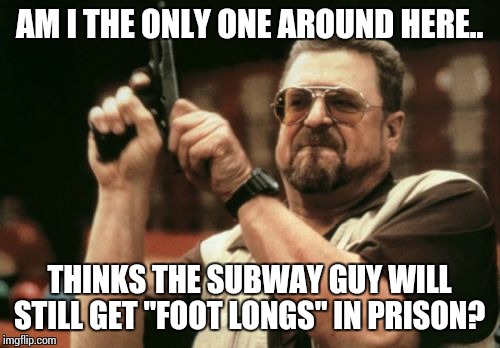 AM I THE ONLY ONE AROUND HERE..
THINKS THE SUBWAY GUY WILL
STILL GET "FOOT LONGS" IN PRISON?
imgflip.com